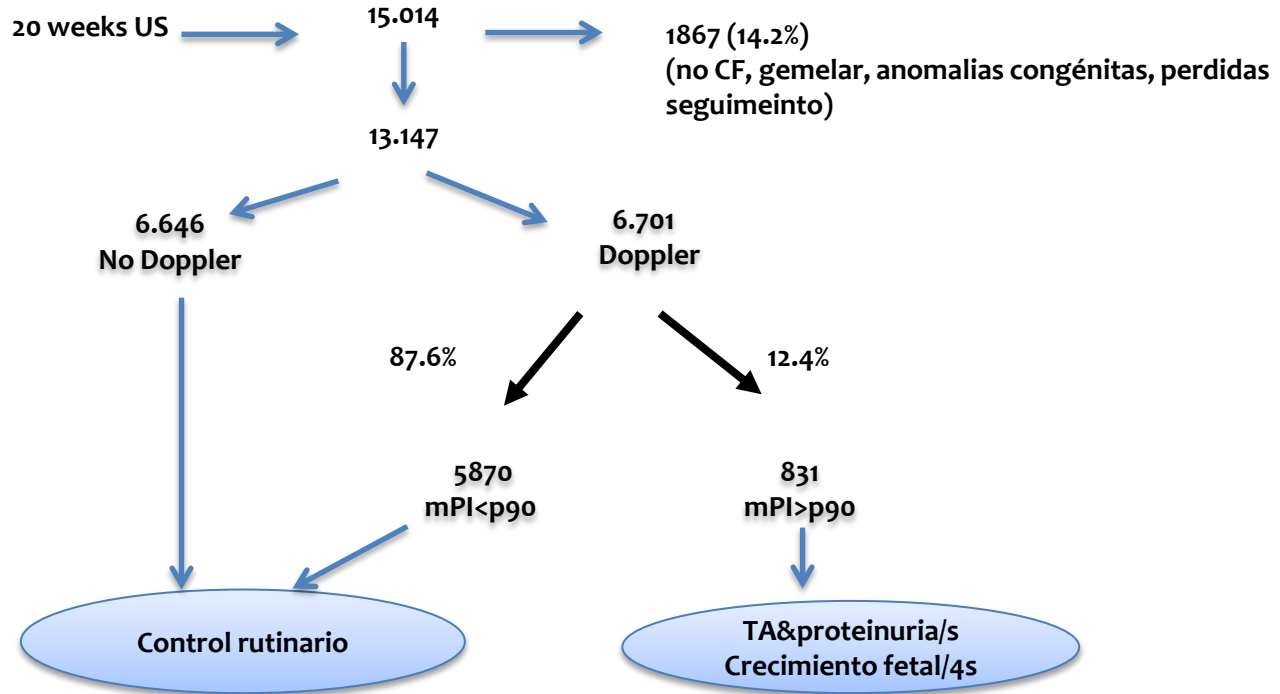 20 weeks US
15.014
1867 (14.2%)
(no CF, gemelar, anomalias congénitas, perdidas
seguimeinto)
13.147
6.646
No Doppler
6.701
Doppler
87.6%
12.4%
5870
mPI<p90
831
mPI>p90
Control rutinario
TA&proteinuria/s
Crecimiento fetal/4s